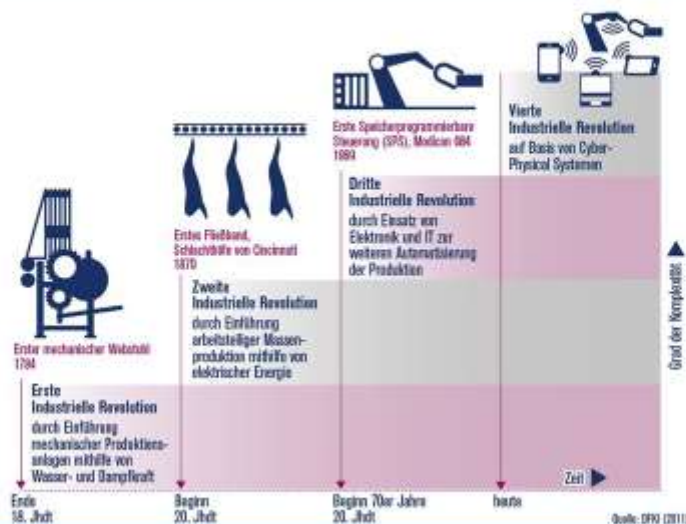 Erster mechanischer Webstuhl
1784
Erste
Industrielle Revolution
durch Einführung
mechanischer Produktions-
anlagen mithilfe von
Wasser- und Dampfkraft
Ende
18. Jhdt
Erstes Fließband,
Schlachthöfe von Cincinnati
1870
Zweite
Industrielle Revolution
durch Einführung
arbeitsteiliger Massen-
produktion mithilfe von
elektrischer Energie
Beginn
20. Jhdt
Erste Speicherprogrammierbare
Steuerung (SPS), Modicon 084
1969
Dritte
Industrielle Revolution
durch Einsatz von
Elektronik und IT zur
weiteren Automatisierung
der Produktion
Beginn 70er Jahre
20. Jhdt
Vierte
Industrielle Revolution
auf Basis von Cyber-
Physical Systemen
heute
Grad der Komplexität
Zeit
Quelle: DFKI (2011